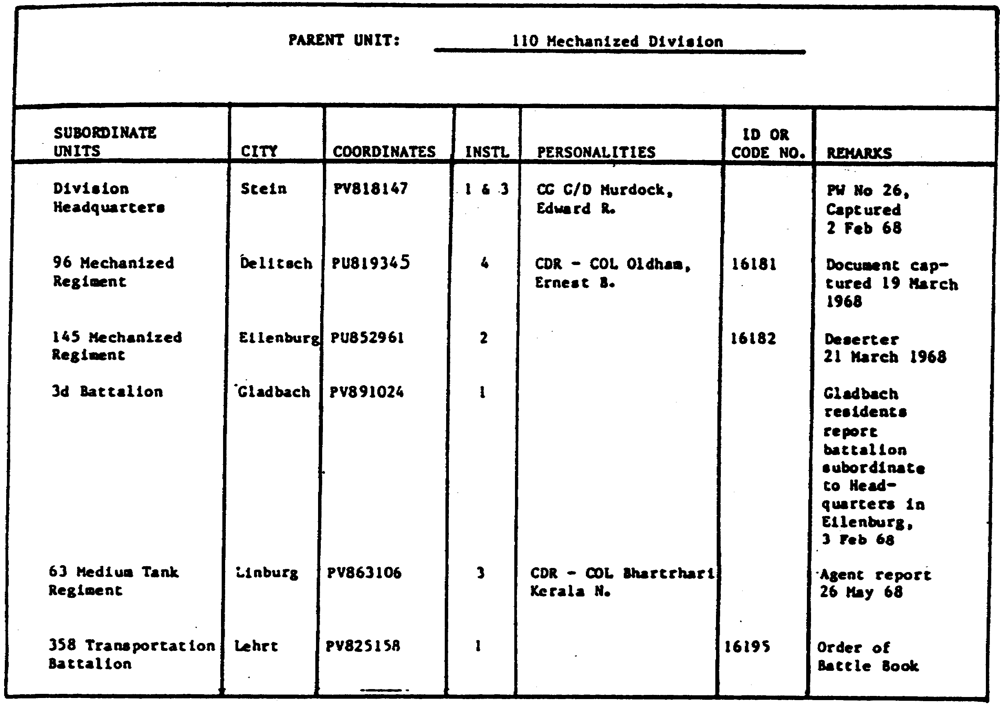 PARENT UNIT: 110 Mechanized Division
SUBORDINATE UNITS CITY COORDINATES INSTL PERSONALITIES ID OR CODE NO. REMARKS
Division Stein PV818147 1 & 3 CG G/D Murdock, PW No 26,
Headquarters Edward R. Captured
2 Feb 68
96 Mechanized Delitsch PU819345 4 CDR - COL Oldham, 16181 Document cap-
Regiment Ernest B. tured 19 March
1968
145 Mechanized Eilenburg PU852961 2 16182 Deserter
Regiment 21 March 1968
3d Battalion Gladbach PV891024 1 Gladbach
residents
report
battalion
subordinate
to Head-
quarters in
Eilenburg,
3 Feb 68
63 Medium Tank Linburg PV863106 3 CDR - COL Bhartrhari Agent report
Regiment Kerala N. 26 May 68
358 Transportation Lehrt PV825158 1 16195 Order of
Battalion Battle Book